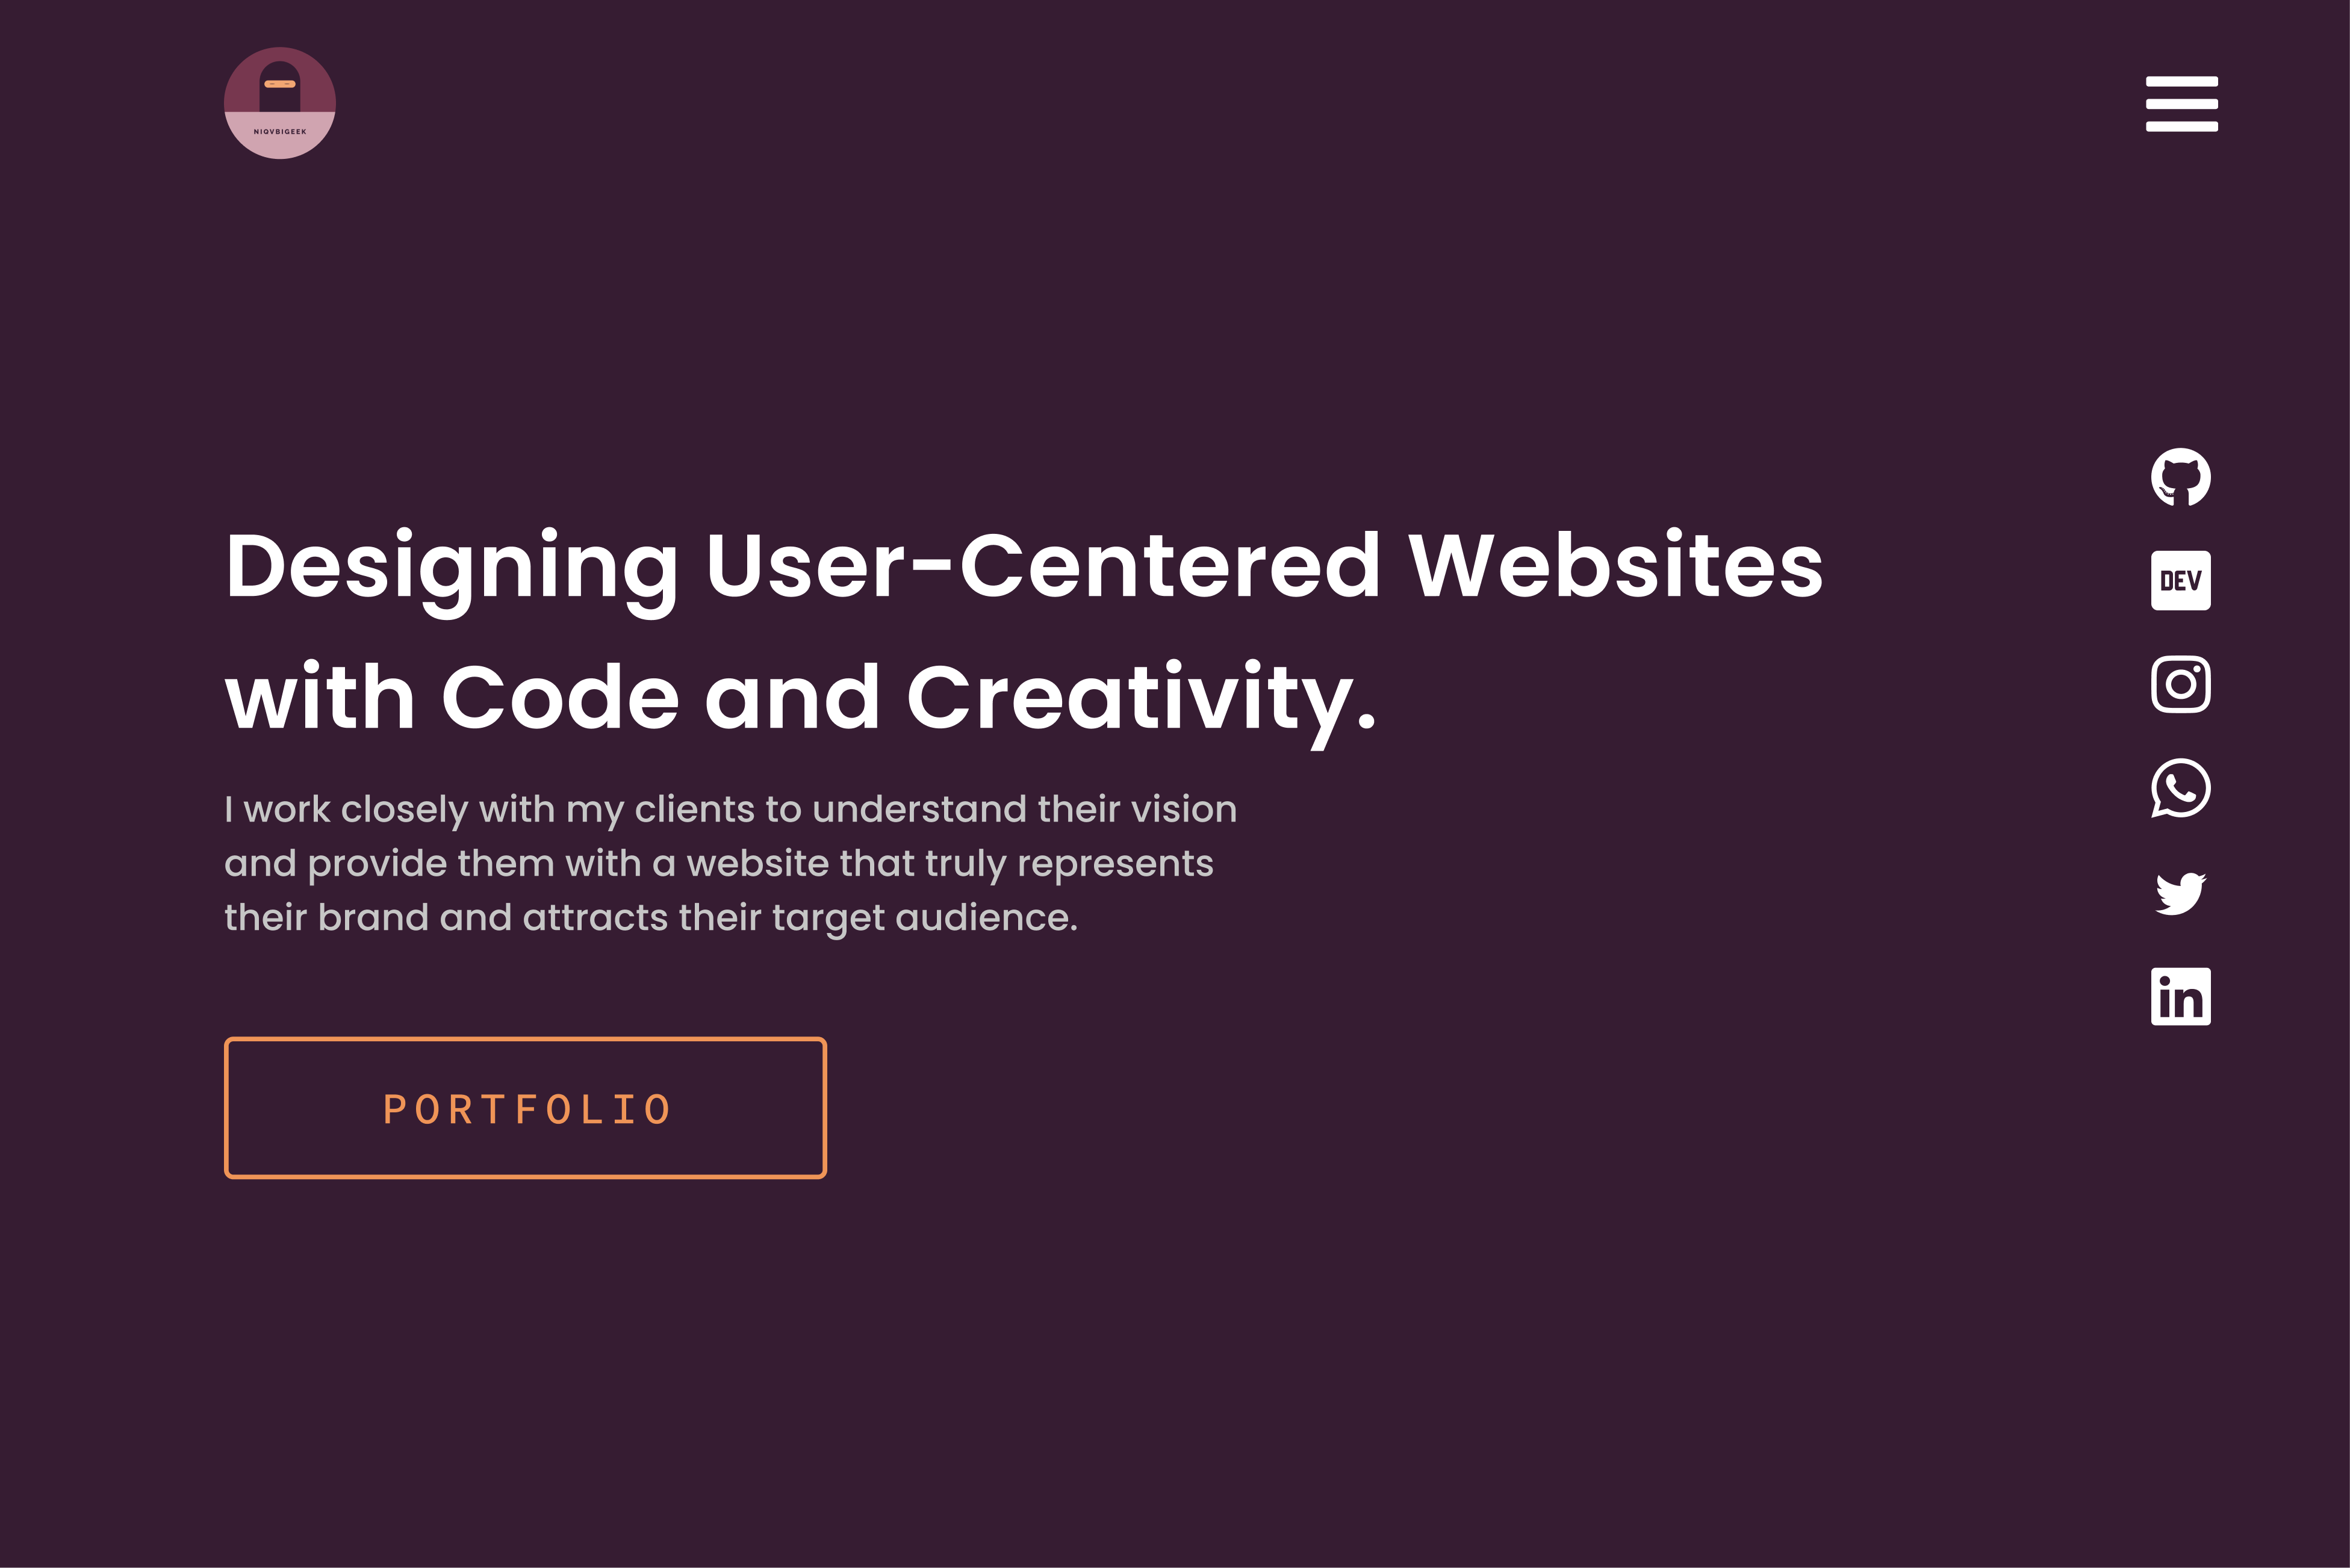 NIQVBIGEEK
DEV
Designing User-Centered Websites
with Code and Creativity.
I work closely with my clients to understand their vision
and provide them with a website that truly represents
their brand and attracts their target audience.
in
PORTFOLIO